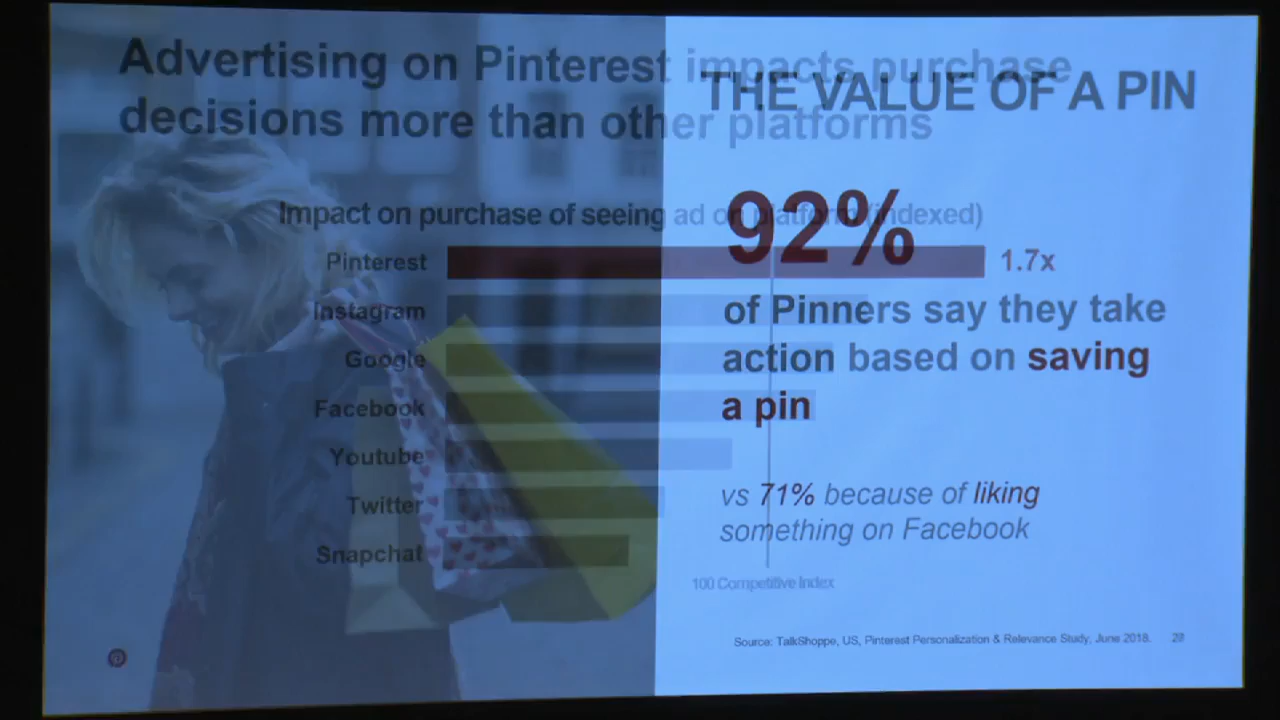 Advertising on Pinterest impacts purchase
decisions more than other platforms
Impact on purchase of seeing ad on platform (indexed)
Pinterest
1.7x
Instagram
Google
Facebook
Youtube
Twitter
Snapchat
100 Competitive Index
THE VALUE OF A PIN
92%
of Pinners say they take
action based on saving
a pin
vs 71% because of liking
something on Facebook
Source: TalkShoppe, US, Pinterest Personalization & Relevance Study, June 2018.